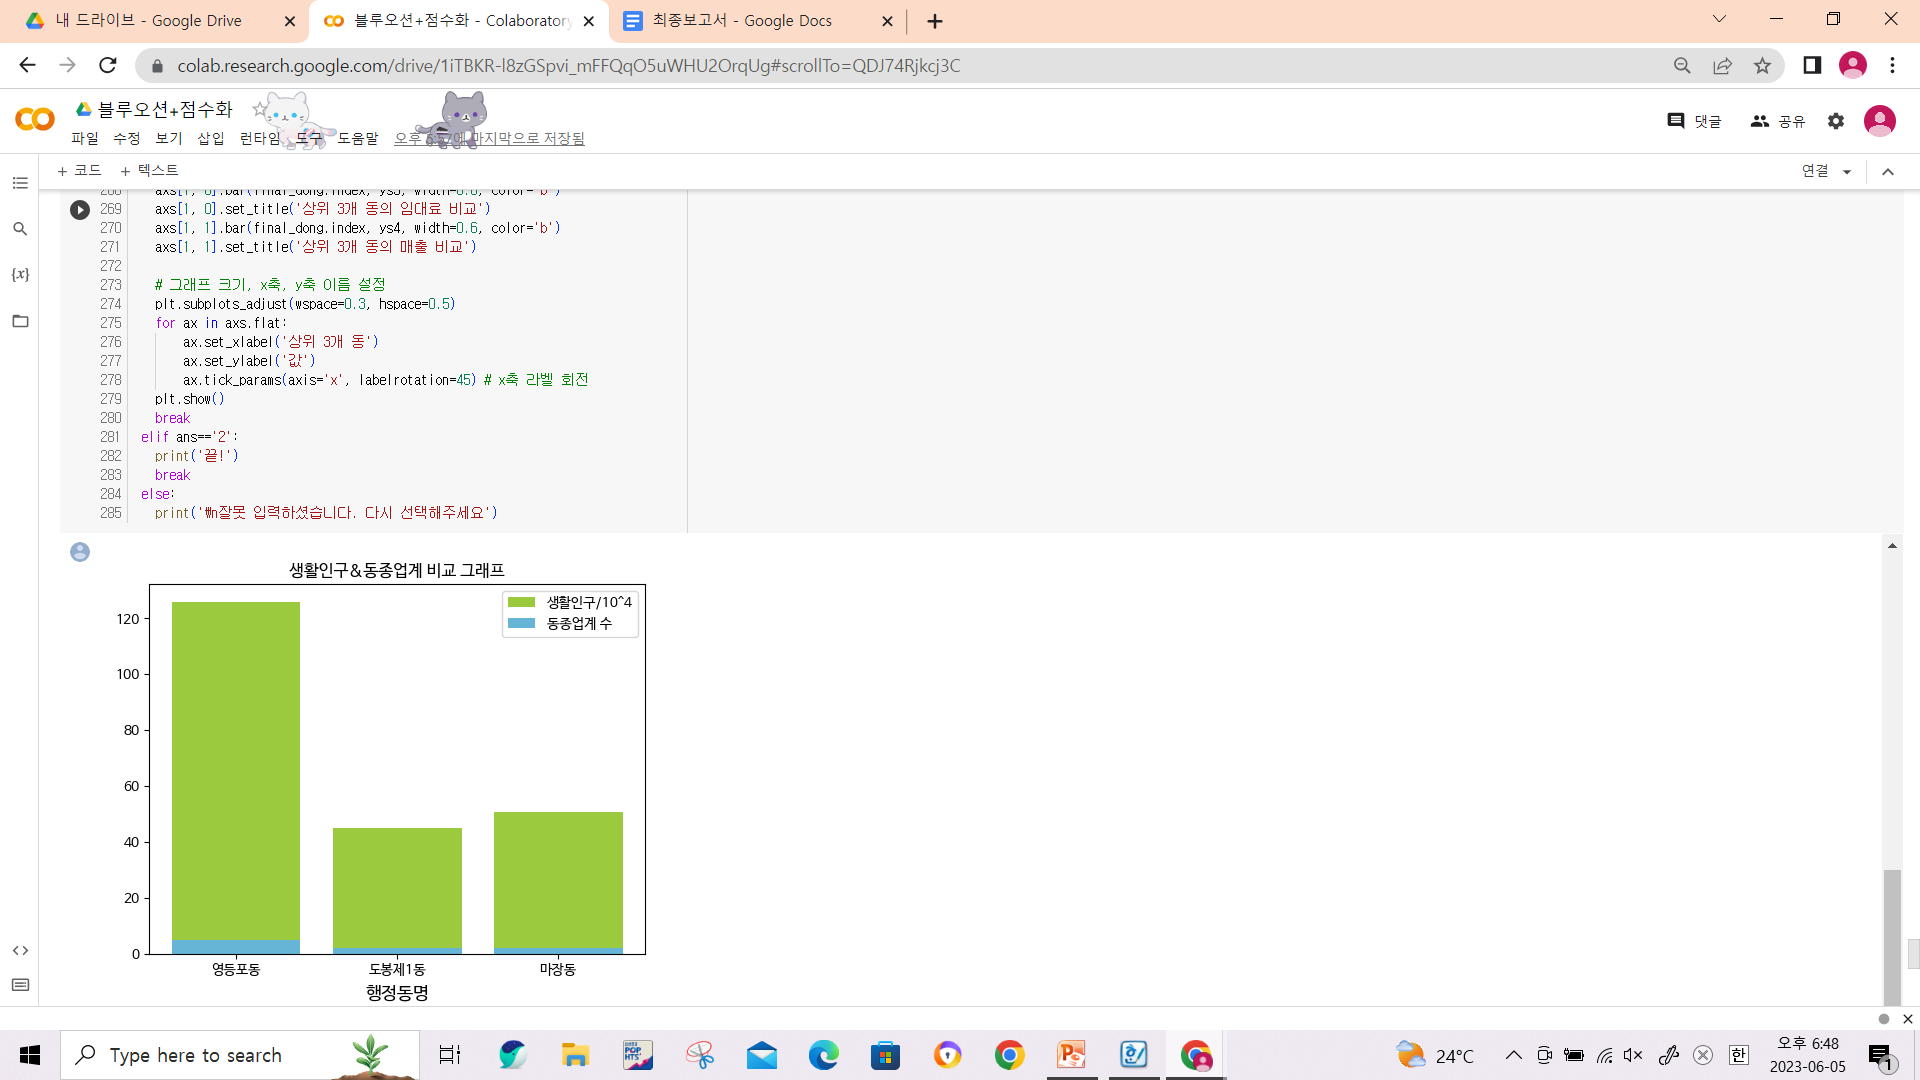 내 드라이브 - Google Drive
블루오션+점수화 - Colaboratory
최종보고서 - Google Docs
colab.research.google.com/drive/1iTBKR-l8zGSpvi_mFFQqO5uWHU2OrqUg#scrollTo=QDJ74Rjkcj3C
블루오션+점수화
파일 수정 보기 삽입 런타임 도구 도움말 오후 마지막으로 저장됨
댓글 공유
+ 코드 + 텍스트
연결
269 axs[1, 0].set_title('상위 3개 동의 임대료 비교')
270 axs[1, 1].bar(final_dong.index, ys4, width=0.6, color='b')
271 axs[1, 1].set_title('상위 3개 동의 매출 비교')
272
273 # 그래프 크기, x축, y축 이름 설정
274 plt.subplots_adjust(wspace=0.3, hspace=0.5)
275 for ax in axs.flat:
276 ax.set_xlabel('상위 3개 동')
277 ax.set_ylabel('값')
278 ax.tick_params(axis='x', labelrotation=45) # x축 라벨 회전
279 plt.show()
280 break
281 elif ans=='2':
282 print('끝!')
283 break
284 else:
285 print('₩n잘못 입력하셨습니다. 다시 선택해주세요')
생활인구&동종업계 비교 그래프
생활인구/10^4
동종업계 수
120
100
80
60
40
20
0
영등포동 도봉제1동 마장동
행정동명
Type here to search
24°C
한
오후 6:48
2023-06-05
1